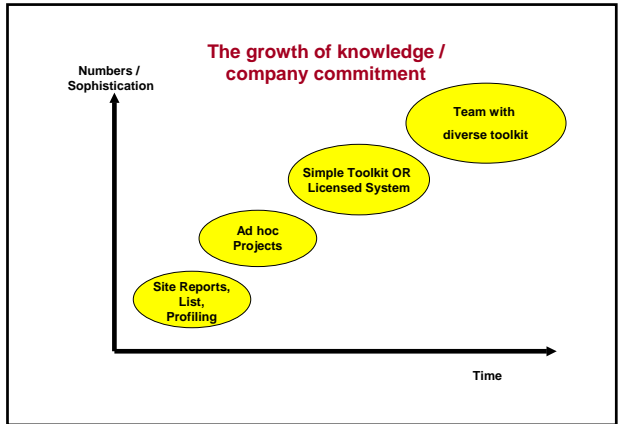 The growth of knowledge /
company commitment
Numbers /
Sophistication
Team with
diverse toolkit
Simple Toolkit OR
Licensed System
Ad hoc
Projects
Site Reports,
List,
Profiling
Time